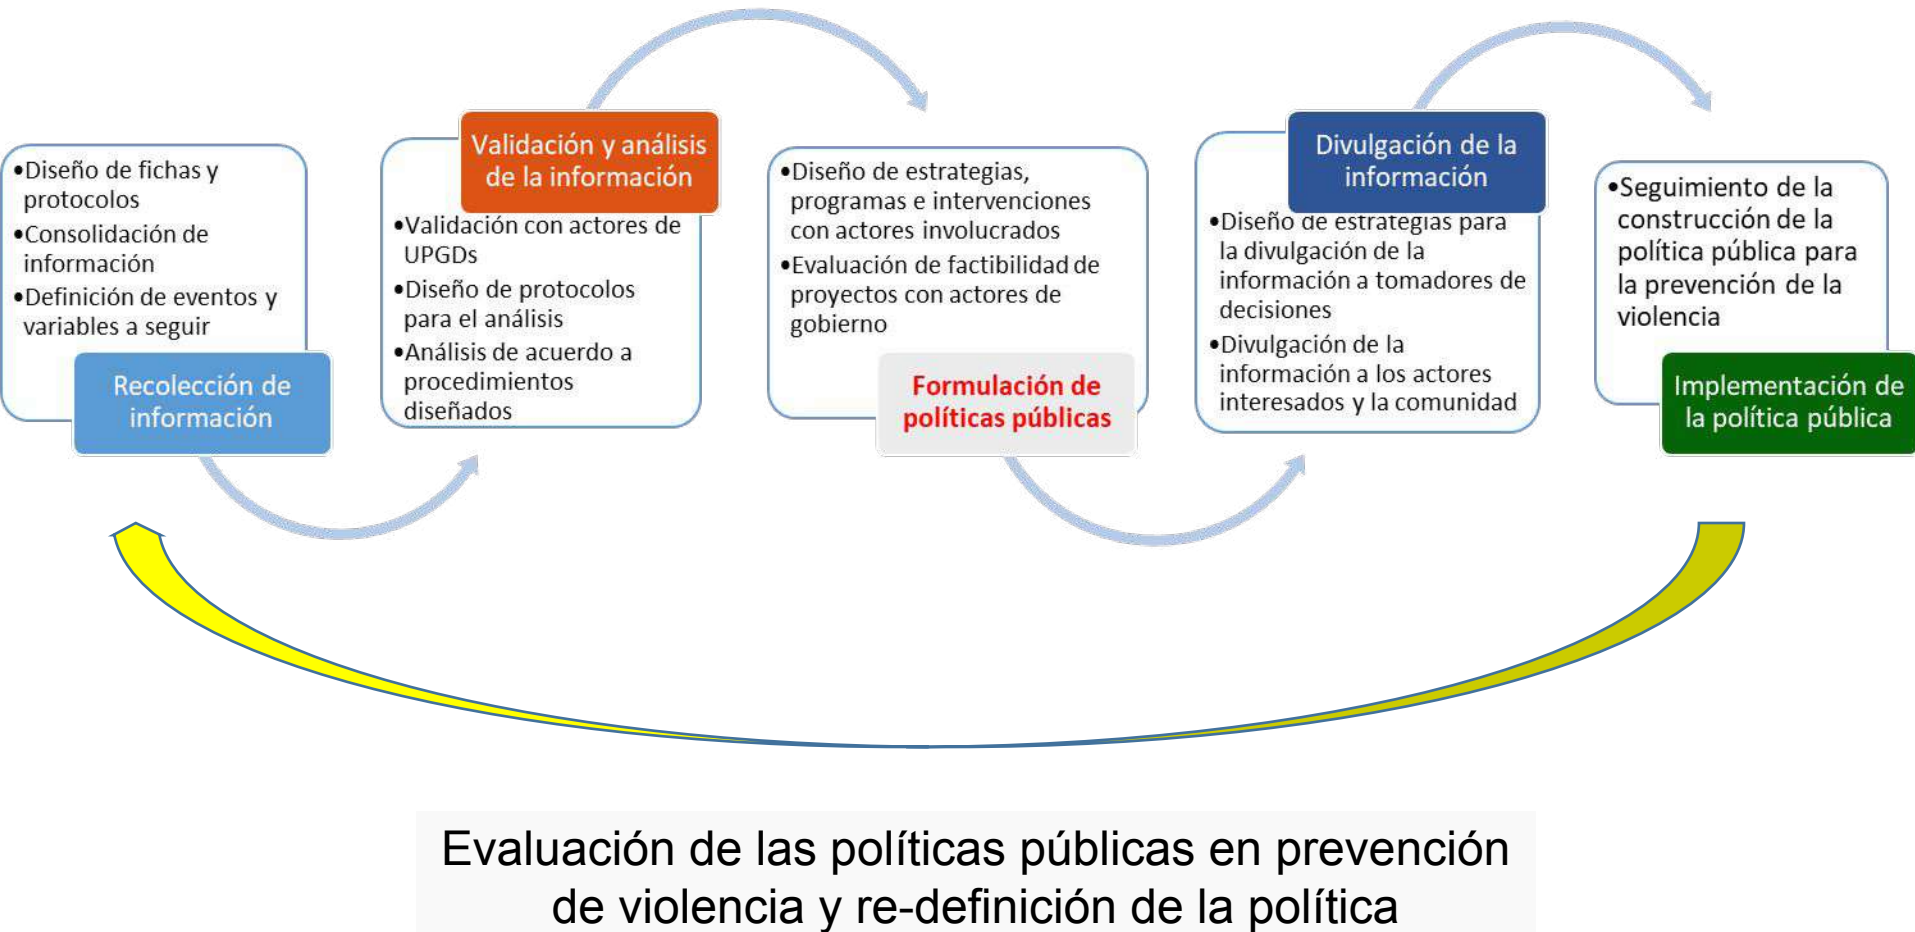 •Diseño de fichas y
protocolos
•Consolidación de
información
•Definición de eventos y
variables a seguir
Recolección de
información
Validación y análisis
de la información
•Validación con actores de
UPGDs
•Diseño de protocolos
para el análisis
•Análisis de acuerdo a
procedimientos
diseñados
•Diseño de estrategias,
programas e intervenciones
con actores involucrados
•Evaluación de factibilidad de
proyectos con actores de
gobierno
Formulación de
políticas públicas
Divulgación de la
información
•Diseño de estrategias para
la divulgación de la
información a tomadores de
decisiones
•Divulgación de la
información a los actores
interesados y la comunidad
•Seguimiento de la
construcción de la
política pública para
la prevención de la
violencia
Implementación de
la política pública
Evaluación de las políticas públicas en prevención
de violencia y re-definición de la política